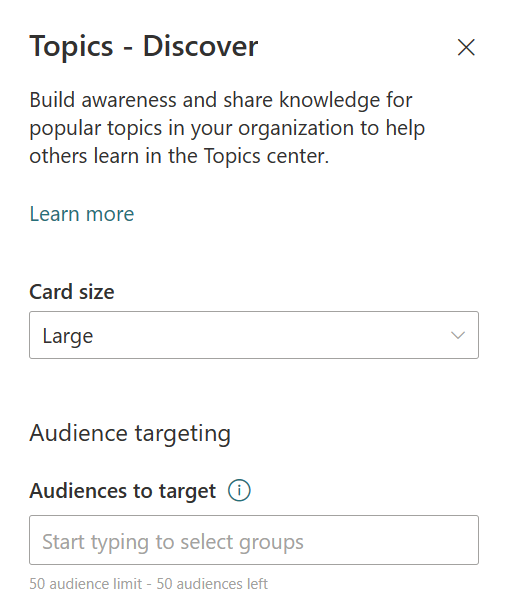 Topics - Discover
Build awareness and share knowledge for
popular topics in your organization to help
others learn in the Topics center.
Learn more
Card size
Large
Audience targeting
Audiences to target
Start typing to select groups
50 audience limit - 50 audiences left